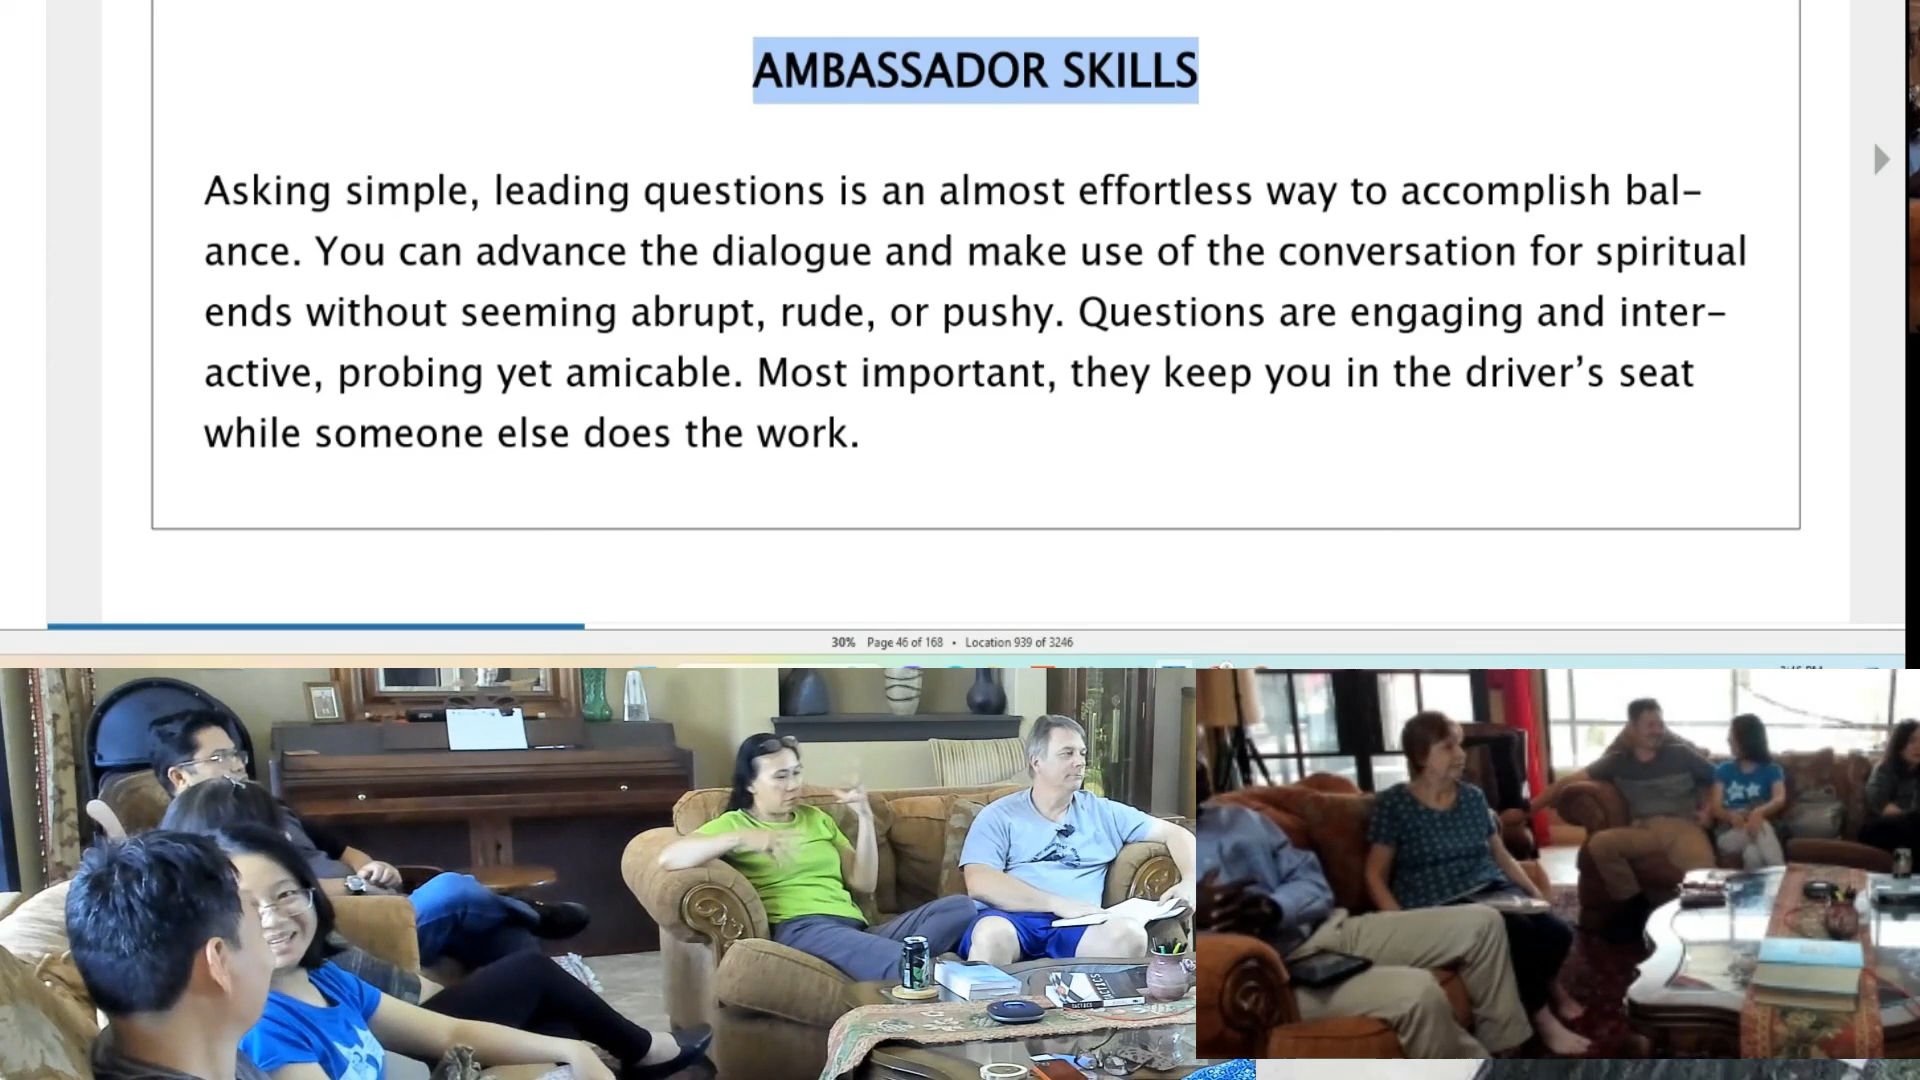 AMBASSADOR SKILLS
Asking simple, leading questions is an almost effortless way to accomplish bal-
ance. You can advance the dialogue and make use of the conversation for spiritual
ends without seeming abrupt, rude, or pushy. Questions are engaging and inter-
active, probing yet amicable. Most important, they keep you in the driver’s seat
while someone else does the work.
30% Page 46 of 168 • Location 939 of 3246
TACTICS
TACTICS